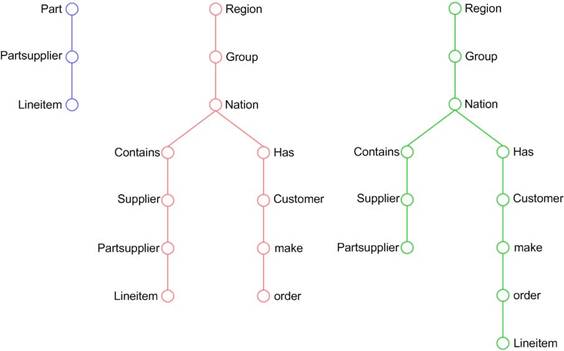 Part
Partsupplier
Lineitem
Region
Group
Nation
Contains
Has
Supplier
Customer
Partsupplier
make
Lineitem
order
Region
Group
Nation
Contains
Has
Supplier
Customer
Partsupplier
make
order
Lineitem